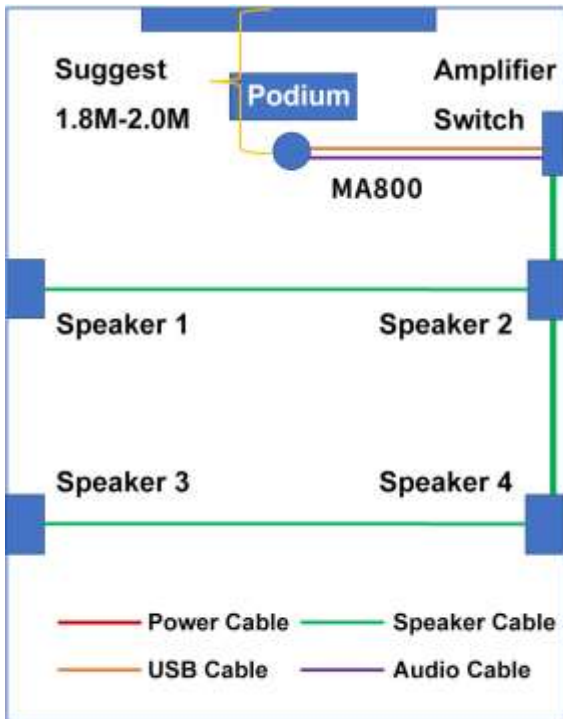 Suggest
1.8M-2.0M
Podium
Amplifier
Switch
MA800
Speaker 1
Speaker 2
Speaker 3
Speaker 4
Power Cable
Speaker Cable
USB Cable
Audio Cable